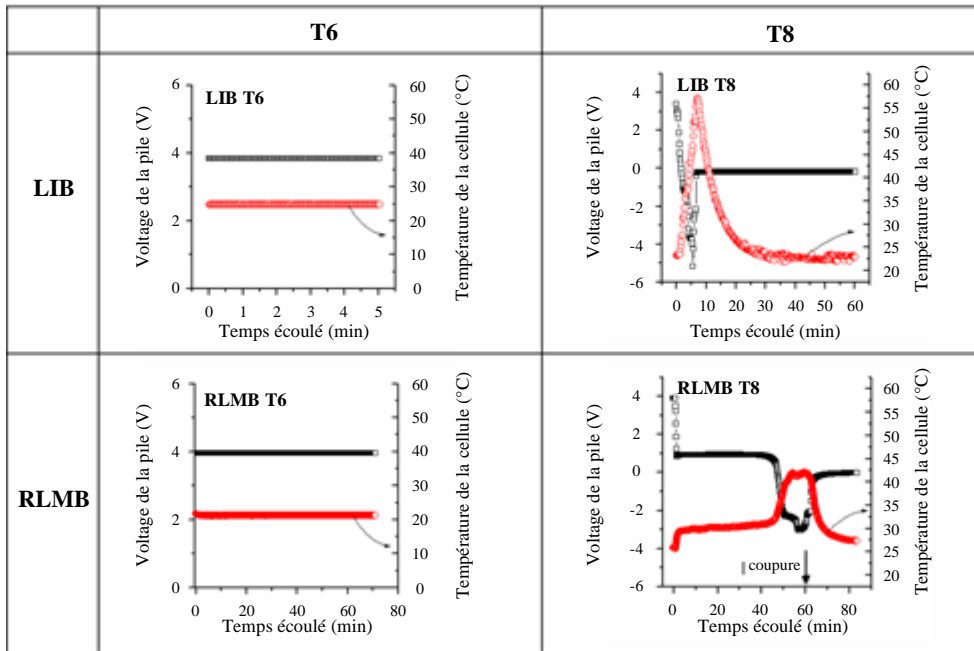 T6
T8
LIB
LIB T6
Voltage de la pile (V)
6
4
2
0
Température de la cellule (°C)
60
50
40
30
20
10
0
0 1 2 3 4 5
Temps écoulé (min)
LIB T8
Voltage de la pile (V)
4
2
0
-2
-4
-6
Température de la cellule (°C)
60
55
50
45
40
35
30
25
20
0 10 20 30 40 50 60
Temps écoulé (min)
RLMB
RLMB T6
Voltage de la pile (V)
6
4
2
0
Température de la cellule (°C)
60
50
40
30
20
10
0
0 20 40 60 80
Temps écoulé (min)
RLMB T8
Voltage de la pile (V)
4
2
0
-2
-4
-6
Température de la cellule (°C)
60
55
50
45
40
35
30
25
20
coupure
0 20 40 60 80
Temps écoulé (min)